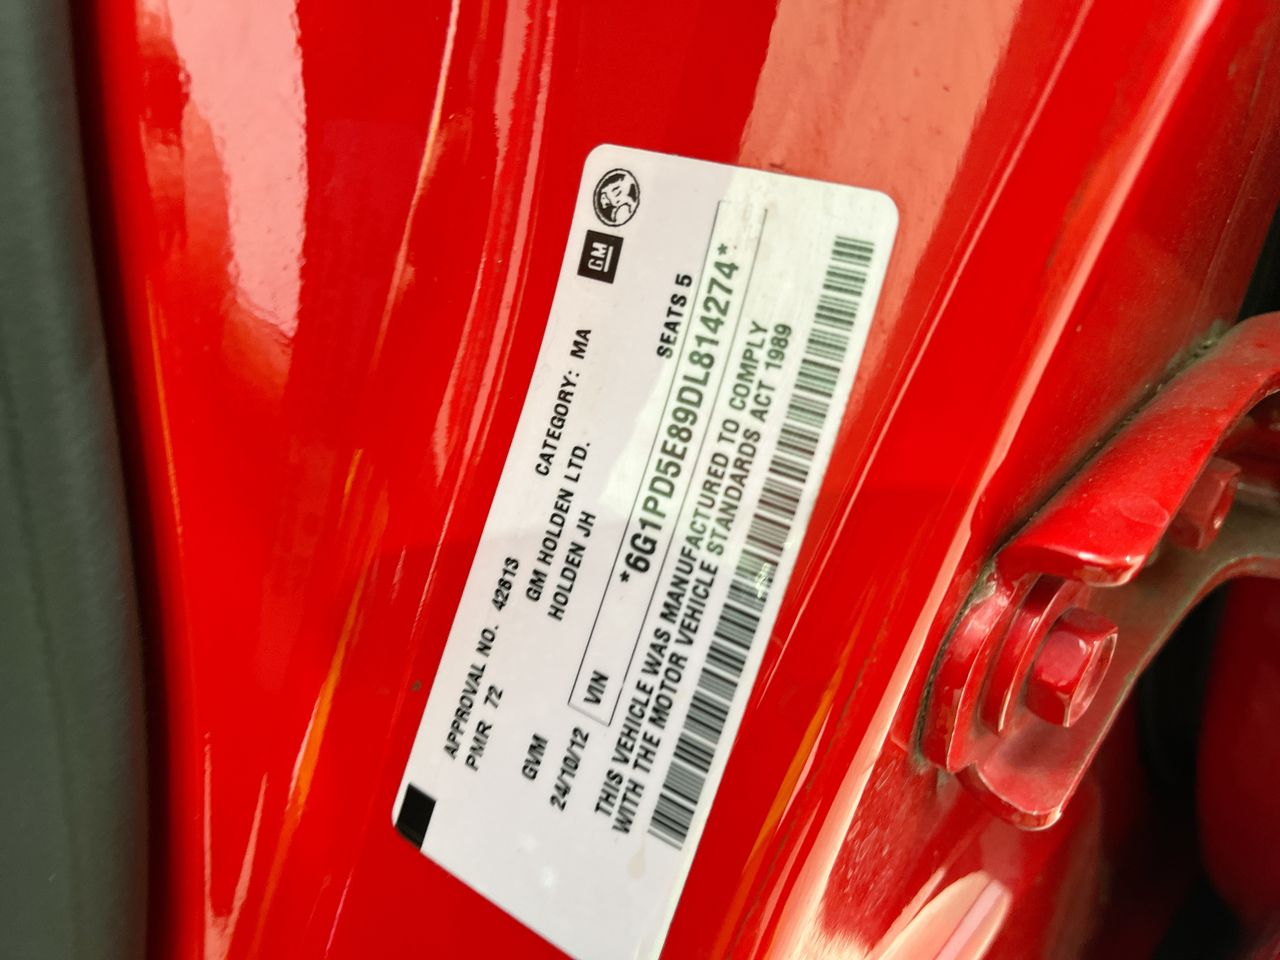 GM
APPROVAL NO. 42613 CATEGORY: MA
PMR 72
GM HOLDEN LTD.
HOLDEN JH
GVM SEATS 5
24/10/12
VIN *6G1PD5E89DL814274*
THIS VEHICLE WAS MANUFACTURED TO COMPLY
WITH THE MOTOR VEHICLE STANDARDS ACT 1989